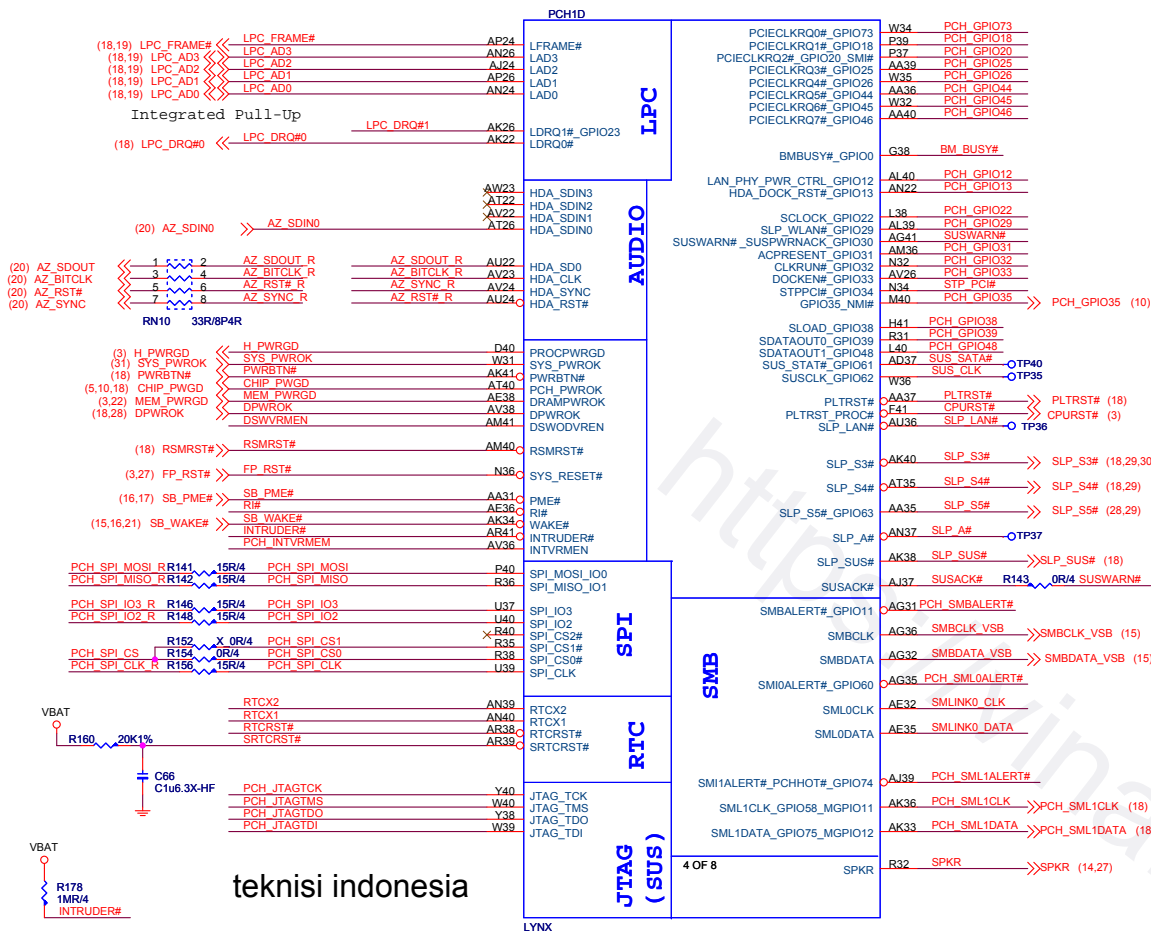 PCH1D
(18,19) LPC_FRAME# LPC_FRAME# AP24 LFRAME#
(18,19) LPC_AD3 LPC_AD3 AN26 LAD3
(18,19) LPC_AD2 LPC_AD2 AJ24 LAD2
(18,19) LPC_AD1 LPC_AD1 AP26 LAD1
(18,19) LPC_AD0 LPC_AD0 AN24 LAD0
Integrated Pull-Up
LPC_DRQ#1 AK26 LDRQ1#_GPIO23
(18) LPC_DRQ#0 LPC_DRQ#0 AK22 LDRQ0#
LPC
AW23 HDA_SDIN3
AT22 HDA_SDIN2
AV22 HDA_SDIN1
(20) AZ_SDIN0 AZ_SDIN0 AT26 HDA_SDIN0
(20) AZ_SDOUT 1 2 AZ_SDOUT_R AZ_SDOUT_R AU22 HDA_SD0
(20) AZ_BITCLK 3 4 AZ_BITCLK_R AZ_BITCLK_R AV23 HDA_CLK
(20) AZ_RST# 5 6 AZ_RST#_R AZ_SYNC_R AV24 HDA_SYNC
(20) AZ_SYNC 7 8 AZ_SYNC_R AZ_RST#_R AU24 HDA_RST#
RN10 33R/8P4R
AUDIO
(3) H_PWRGD H_PWRGD D40 PROCPWRGD
(31) SYS_PWROK SYS_PWROK W31 SYS_PWROK
(18) PWRBTN# PWRBTN# AK41 PWRBTN#
(5,10,18) CHIP_PWGD CHIP_PWGD AT40 PCH_PWROK
(3,22) MEM_PWRGD MEM_PWRGD AE38 DRAMPWROK
(18,28) DPWROK DPWROK AV38 DPWROK
DSWVRMEN AM41 DSWODVREN
(18) RSMRST# RSMRST# AM40 RSMRST#
(3,27) FP_RST# FP_RST# N36 SYS_RESET#
(16,17) SB_PME# SB_PME# AA31 PME#
RI# AE36 RI#
(15,16,21) SB_WAKE# SB_WAKE# AK34 WAKE#
INTRUDER# AR41 INTRUDER#
PCH_INTVRMEM AV36 INTVRMEN
PCH_SPI_MOSI_R R141 15R/4 PCH_SPI_MOSI P40 SPI_MOSI_IO0
PCH_SPI_MISO_R R142 15R/4 PCH_SPI_MISO R36 SPI_MISO_IO1
PCH_SPI_IO3_R R146 15R/4 PCH_SPI_IO3 U37 SPI_IO3
PCH_SPI_IO2_R R148 15R/4 PCH_SPI_IO2 U40 SPI_IO2
R40 SPI_CS2#
R152 X_0R/4 PCH_SPI_CS1 R35 SPI_CS1#
PCH_SPI_CS R154 0R/4 PCH_SPI_CS0 R38 SPI_CS0#
PCH_SPI_CLK_R R156 15R/4 PCH_SPI_CLK U39 SPI_CLK
SPI
RTCX2 AN39 RTCX2
RTCX1 AN40 RTCX1
RTCRST# AR38 RTCRST#
SRTCRST# AR39 SRTCRST#
RTC
VBAT
R160 20K1%
C66
C1u6.3X-HF
PCH_JTAGTCK Y40 JTAG_TCK
PCH_JTAGTMS W40 JTAG_TMS
PCH_JTAGTDO Y38 JTAG_TDO
PCH_JTAGTDI W39 JTAG_TDI
JTAG
(SUS)
VBAT
R178
1MR/4
INTRUDER#
teknisi indonesia
PCIECLKRQ0#_GPIO73 W34 PCH_GPIO73
PCIECLKRQ1#_GPIO18 P39 PCH_GPIO18
PCIECLKRQ2#_GPIO20_SMI# P37 PCH_GPIO20
PCIECLKRQ3#_GPIO25 AA39 PCH_GPIO25
PCIECLKRQ4#_GPIO26 W35 PCH_GPIO26
PCIECLKRQ5#_GPIO44 AA36 PCH_GPIO44
PCIECLKRQ6#_GPIO45 W32 PCH_GPIO45
PCIECLKRQ7#_GPIO46 AA40 PCH_GPIO46
BMBUSY#_GPIO0 G38 BM_BUSY#
LAN_PHY_PWR_CTRL_GPIO12 AL40 PCH_GPIO12
HDA_DOCK_RST#_GPIO13 AN22 PCH_GPIO13
SCLOCK_GPIO22 L38 PCH_GPIO22
SLP_WLAN#_GPIO29 AL39 PCH_GPIO29
SUSWARN#_SUSPWRNACK_GPIO30 AG41 SUSWARN#
ACPRESENT_GPIO31 AM36 PCH_GPIO31
CLKRUN#_GPIO32 N32 PCH_GPIO32
DOCKEN#_GPIO33 AV26 PCH_GPIO33
STPPCI#_GPIO34 N34 STP_PCI#
GPIO35_NMI# M40 PCH_GPIO35 PCH_GPIO35 (10)
SLOAD_GPIO38 H41 PCH_GPIO38
SDATAOUT0_GPIO39 R31 PCH_GPIO39
SDATAOUT1_GPIO48 L40 PCH_GPIO48
SUS_STAT#_GPIO61 AD37 SUS_SATA# TP40
SUSCLK_GPIO62 W36 SUS_CLK TP35
PLTRST# AA37 PLTRST# PLTRST# (18)
PLTRST_PROC# F41 CPURST# CPURST# (3)
SLP_LAN# AU36 SLP_LAN# TP36
SLP_S3# AK40 SLP_S3# SLP_S3# (18,29,30
SLP_S4# AT35 SLP_S4# SLP_S4# (18,29)
SLP_S5#_GPIO63 AA35 SLP_S5# SLP_S5# (28,29)
SLP_A# AN37 SLP_A# TP37
SLP_SUS# AK38 SLP_SUS# SLP_SUS# (18)
SUSACK# AJ37 SUSACK# R143 0R/4 SUSWARN#
SMBALERT#_GPIO11 AG31 PCH_SMBALERT#
SMBCLK AG36 SMBCLK_VSB SMBCLK_VSB (15)
SMBDATA AG32 SMBDATA_VSB SMBDATA_VSB (15)
SMI0ALERT#_GPIO60 AG35 PCH_SML0ALERT#
SML0CLK AE32 SMLINK0_CLK
SML0DATA AE35 SMLINK0_DATA
SMI1ALERT#_PCHHOT#_GPIO74 AJ39 PCH_SML1ALERT#
SML1CLK_GPIO58_MGPIO11 AK36 PCH_SML1CLK PCH_SML1CLK (18)
SML1DATA_GPIO75_MGPIO12 AK33 PCH_SML1DATA PCH_SML1DATA (18
SMB
4 OF 8
SPKR R32 SPKR SPKR (14,27)
LYNX
https://vina